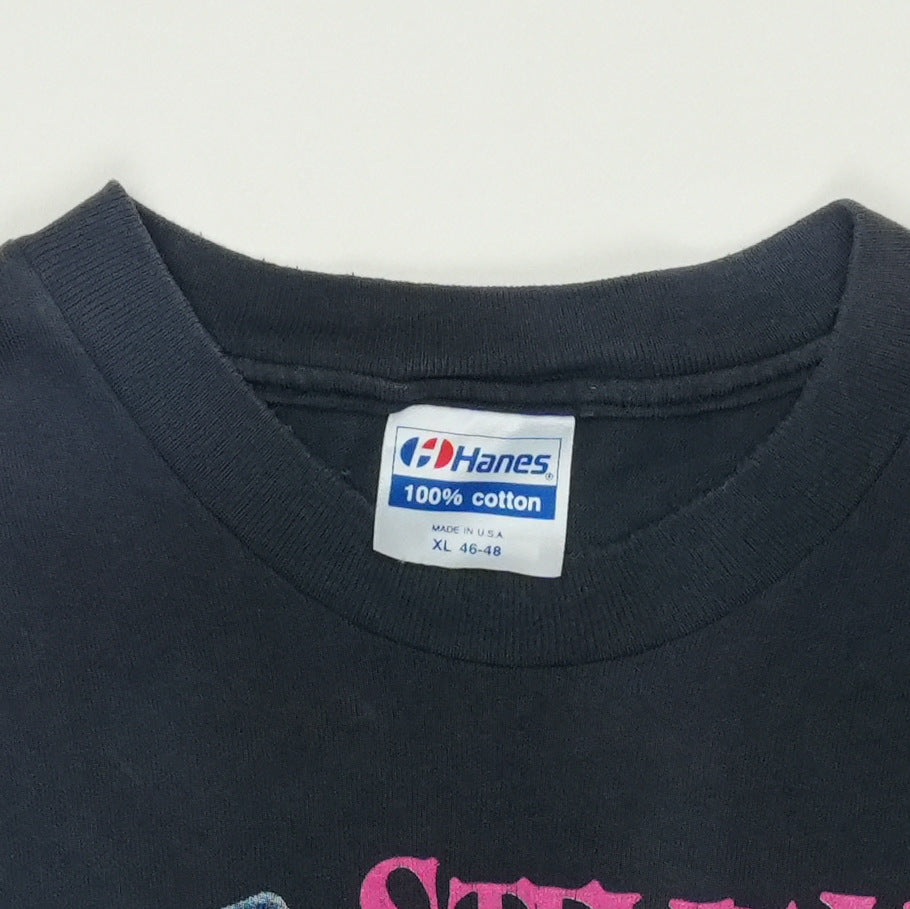 Hanes®
100% cotton
MADE IN U.S.A.
XL 46-48